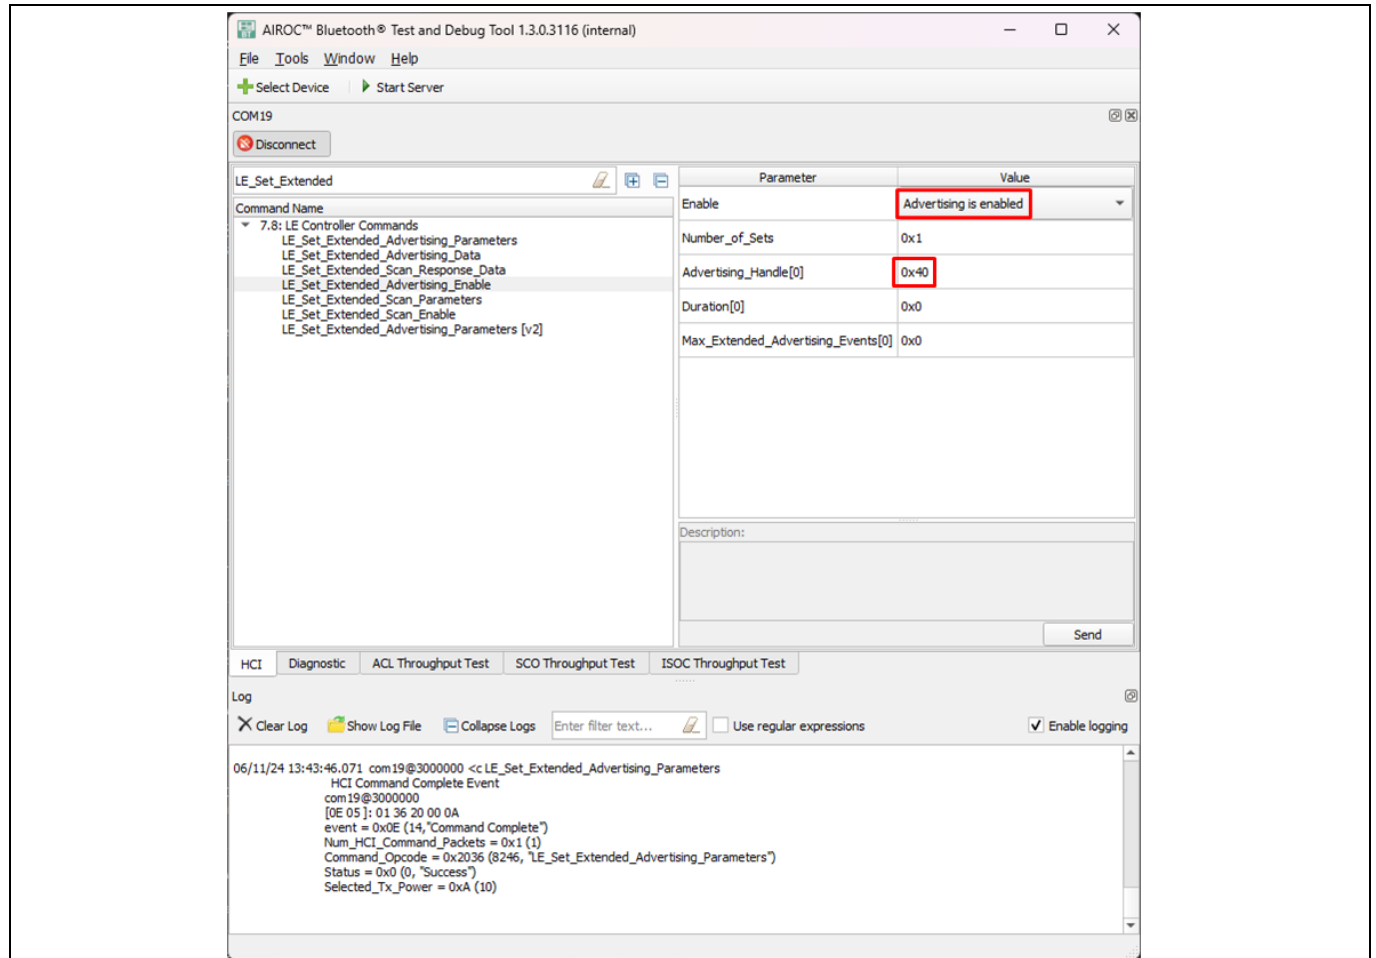 AIROC™ Bluetooth® Test and Debug Tool 1.3.0.3116 (internal)
File Tools Window Help
Select Device Start Server
COM19
Disconnect
LE_Set_Extended
Command Name
7.8: LE Controller Commands
LE_Set_Extended_Advertising_Parameters
LE_Set_Extended_Advertising_Data
LE_Set_Extended_Scan_Response_Data
LE_Set_Extended_Advertising_Enable
LE_Set_Extended_Scan_Parameters
LE_Set_Extended_Scan_Enable
LE_Set_Extended_Advertising_Parameters [v2]
Parameter Value
Enable Advertising is enabled
Number_of_Sets 0x1
Advertising_Handle[0] 0x40
Duration[0] 0x0
Max_Extended_Advertising_Events[0] 0x0
Description:
Send
HCI Diagnostic ACL Throughput Test SCO Throughput Test ISOC Throughput Test
Log
Clear Log Show Log File Collapse Logs Enter filter text... Use regular expressions Enable logging
06/11/24 13:43:46.071 com19@3000000 <c LE_Set_Extended_Advertising_Parameters
HCI Command Complete Event
com19@3000000
[0E 05 ]: 01 36 20 00 0A
event = 0x0E (14,"Command Complete")
Num_HCI_Command_Packets = 0x1 (1)
Command_Opcode = 0x2036 (8246, "LE_Set_Extended_Advertising_Parameters")
Status = 0x0 (0, "Success")
Selected_Tx_Power = 0xA (10)